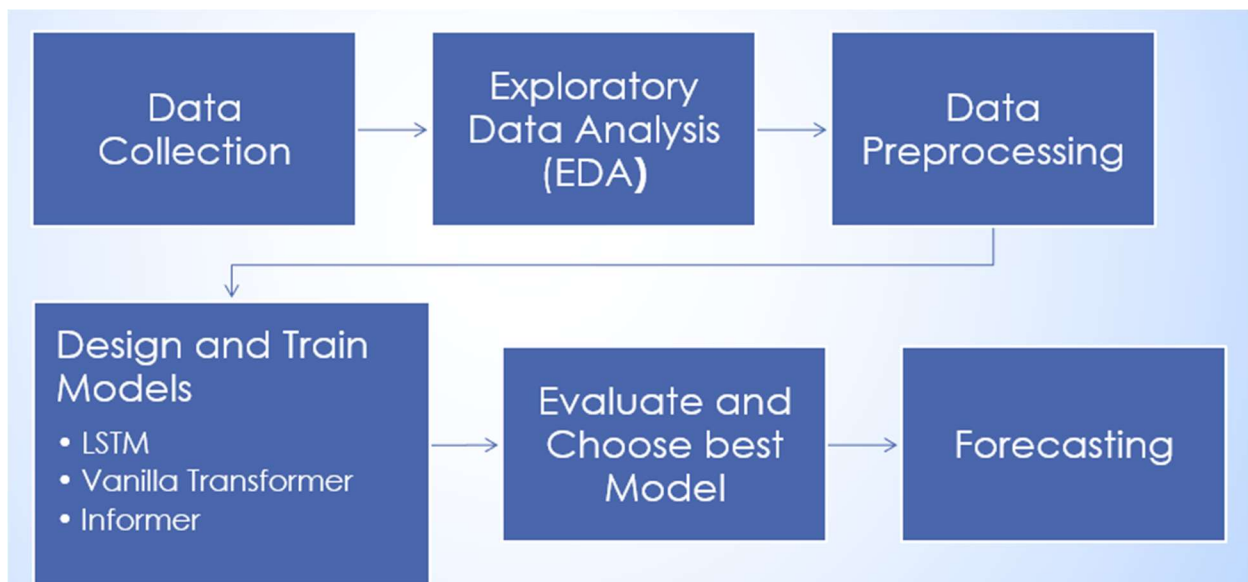 Data
Collection
Exploratory
Data Analysis
(EDA)
Data
Preprocessing
Design and Train
Models
• LSTM
• Vanilla Transformer
• Informer
Evaluate and
Choose best
Model
Forecasting